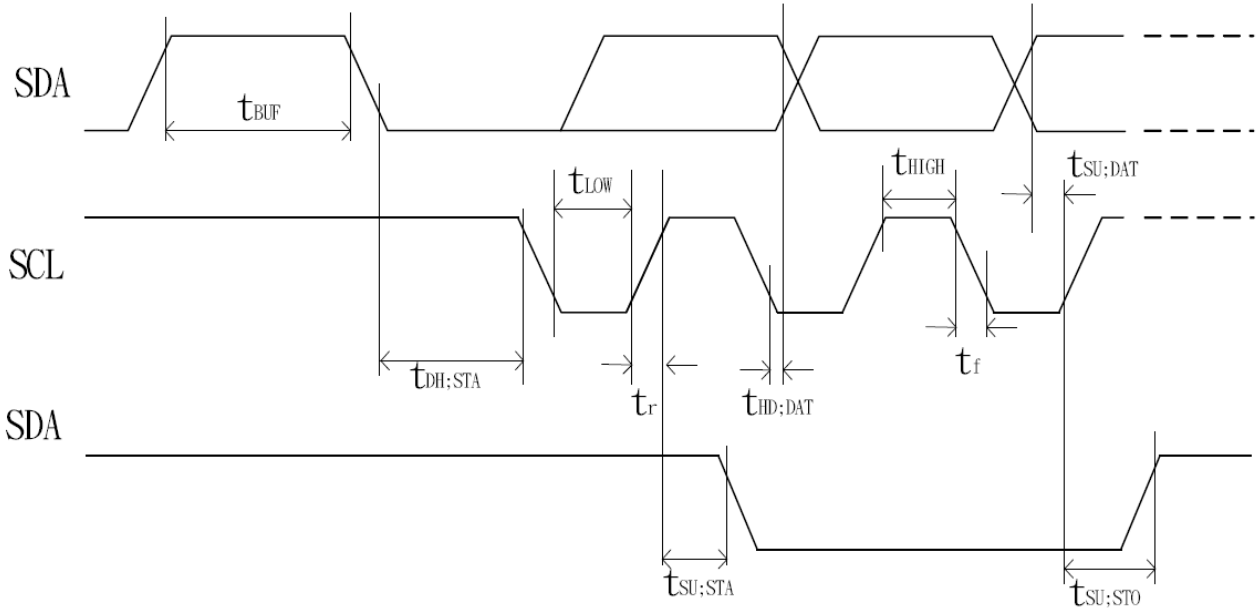 SDA
tBUF
tHIGH
tSU;DAT
tLOW
SCL
tDH;STA
tr
tHD;DAT
tf
SDA
tSU;STA
tSU;STO